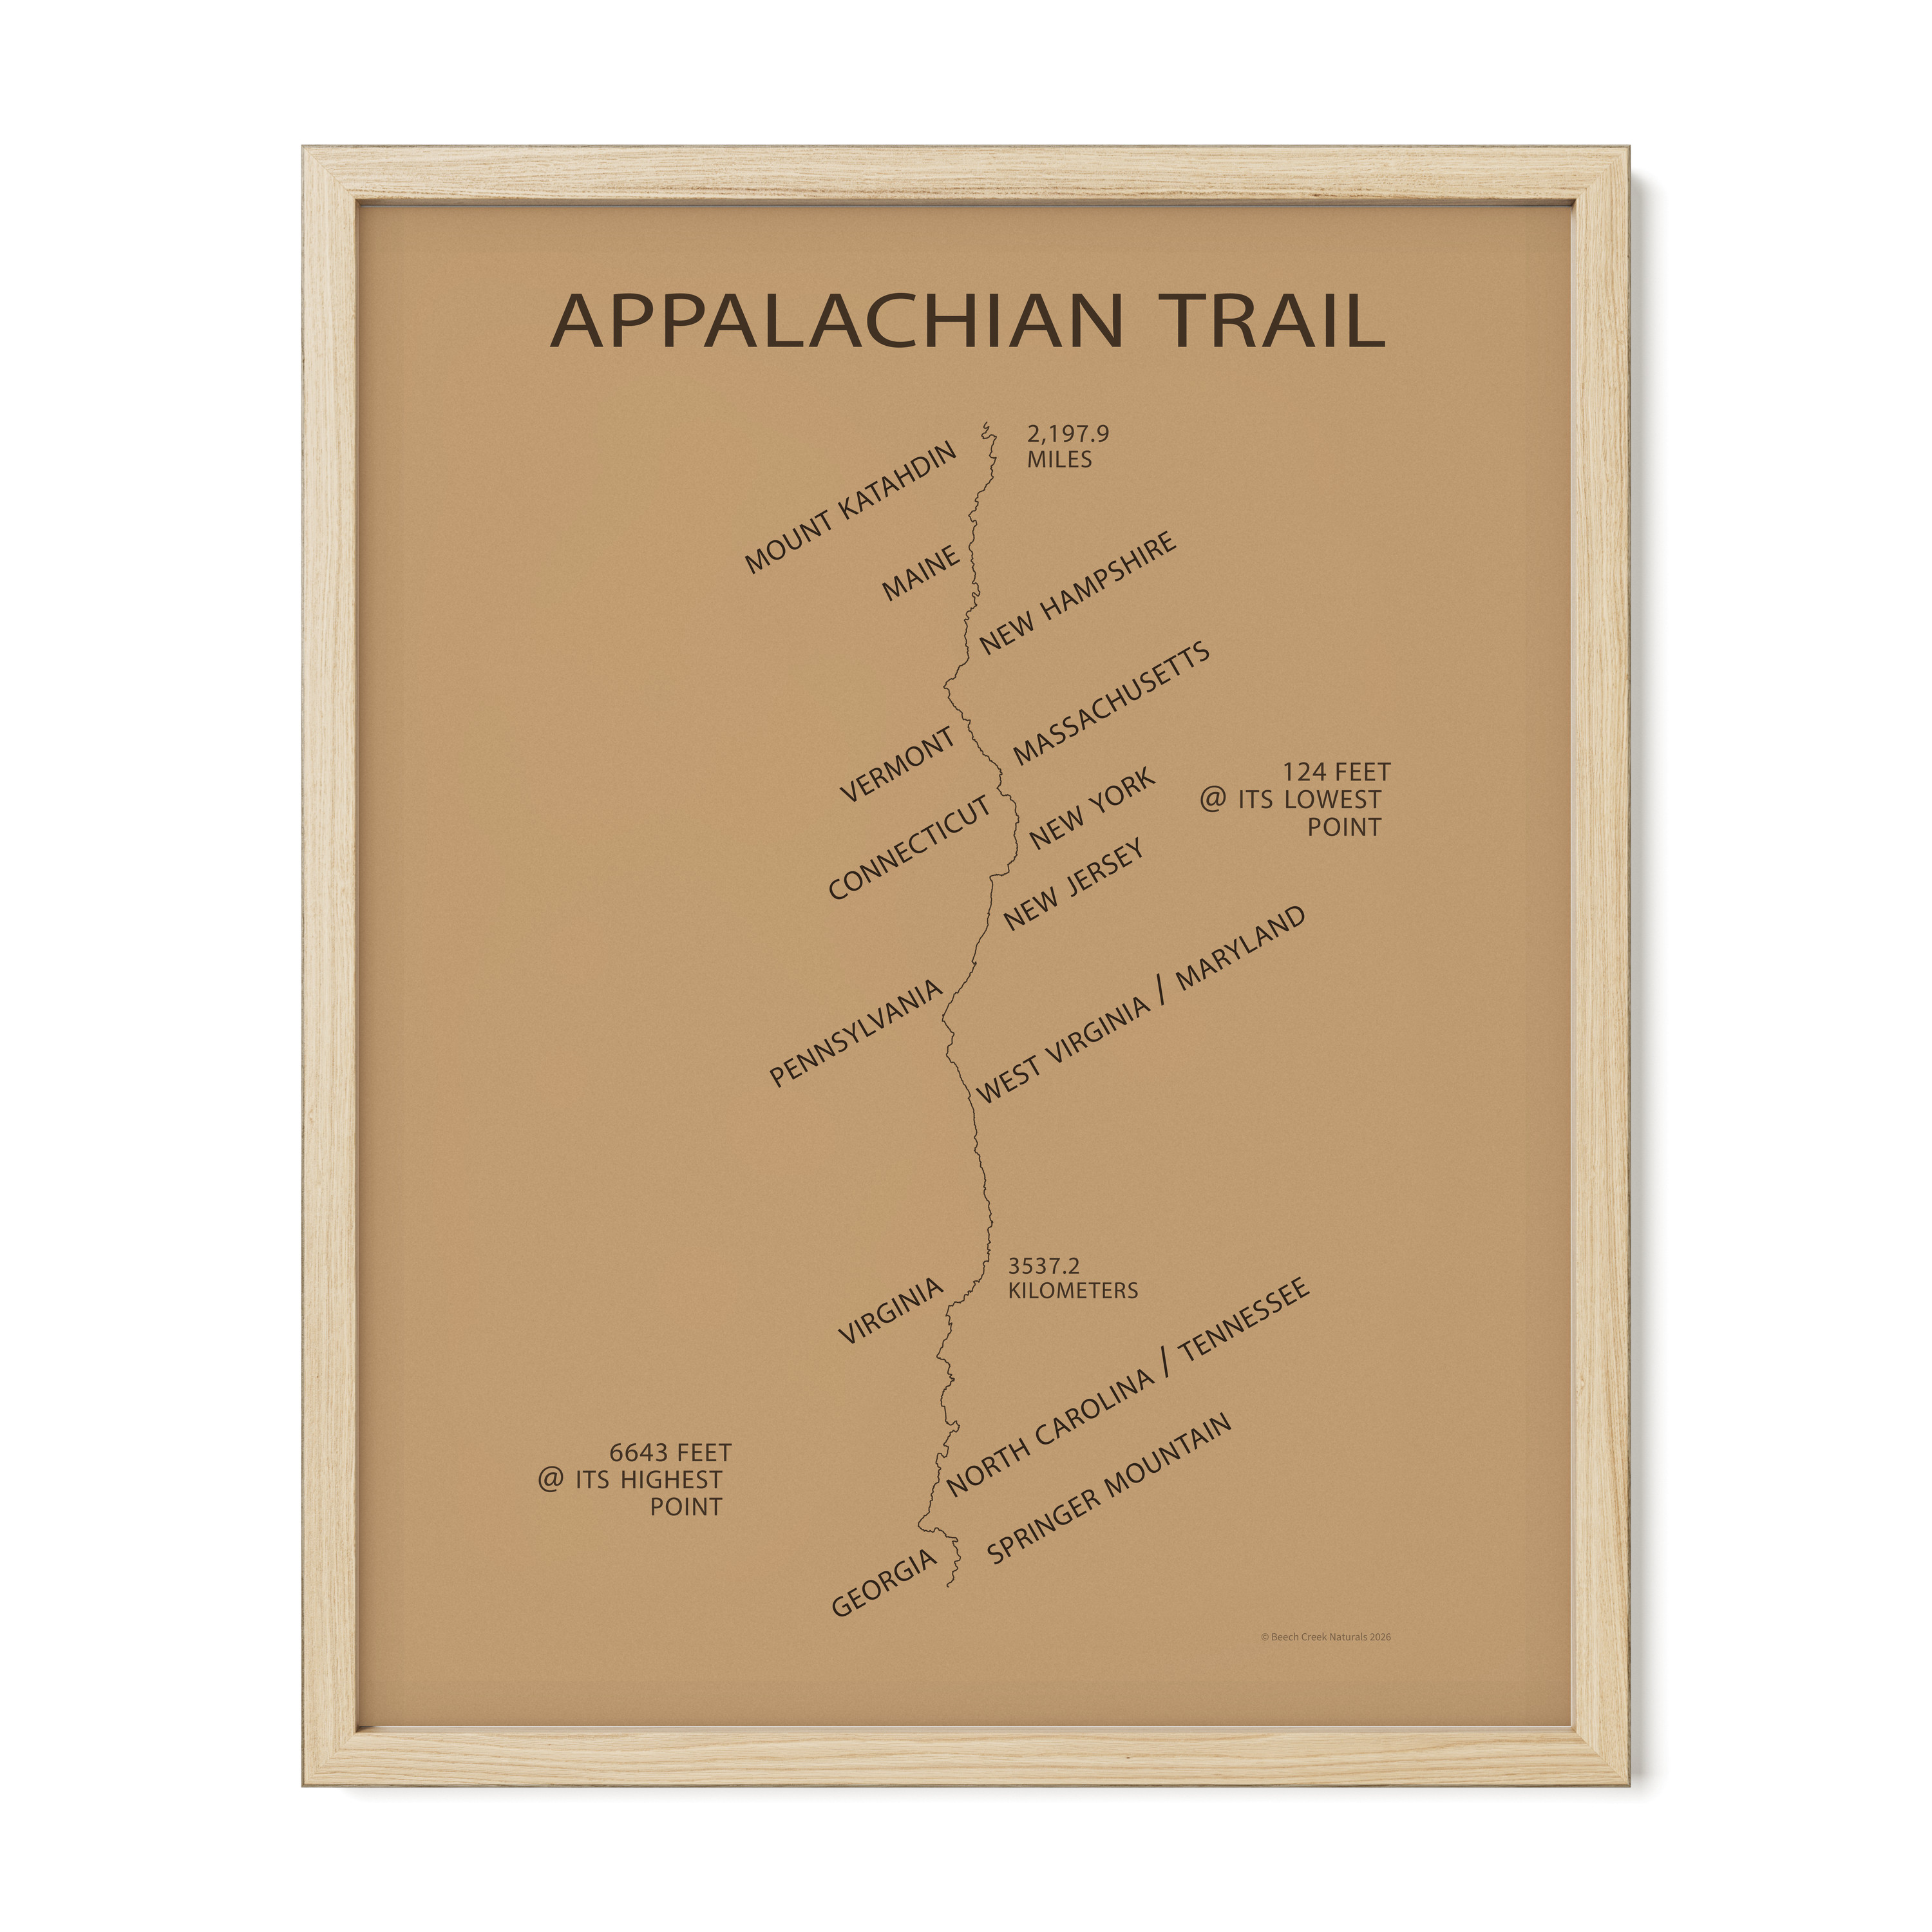 APPALACHIAN TRAIL
2,197.9
MILES
MOUNT KATAHDIN
MAINE
NEW HAMPSHIRE
MASSACHUSETTS
VERMONT
124 FEET
@ ITS LOWEST
POINT
NEW YORK
CONNECTICUT
NEW JERSEY
WEST VIRGINIA / MARYLAND
PENNSYLVANIA
3537.2
KILOMETERS
VIRGINIA
NORTH CAROLINA / TENNESSEE
6643 FEET
@ ITS HIGHEST
POINT
SPRINGER MOUNTAIN
GEORGIA
© Beech Creek Naturals 2026